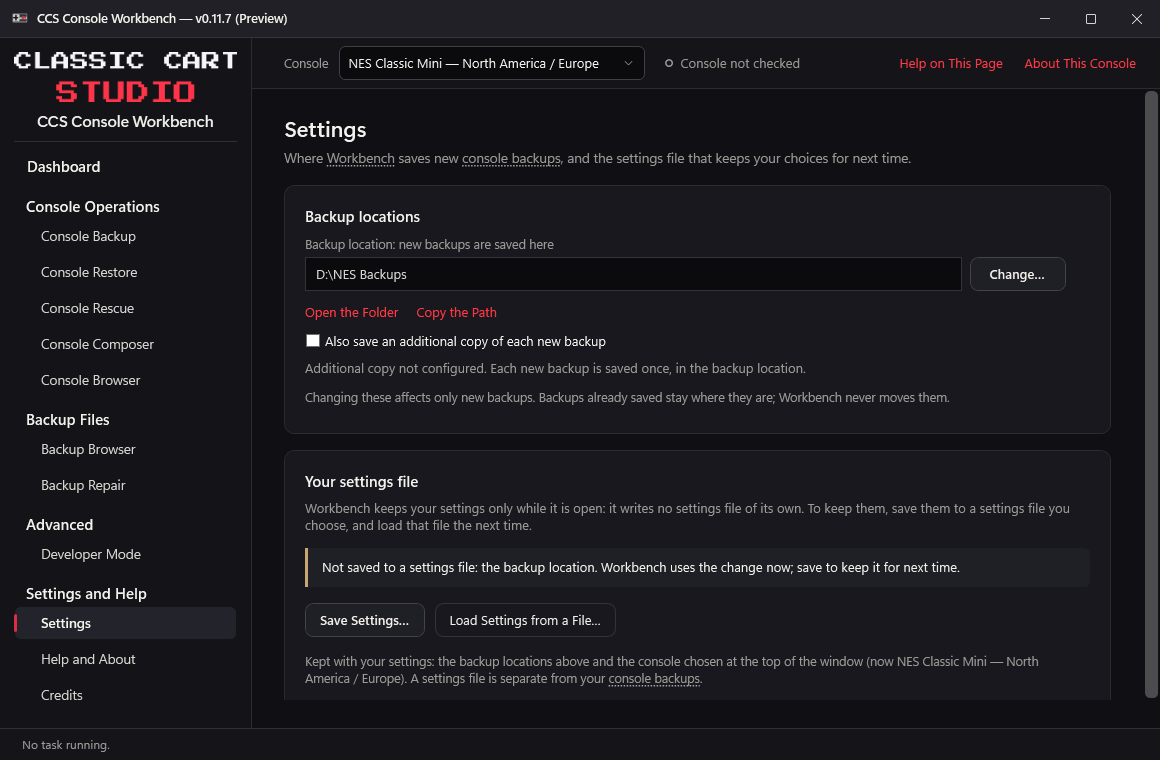 CCS Console Workbench — v0.11.7 (Preview)
CLASSIC CART
STUDIO
CCS Console Workbench
Dashboard
Console Operations
Console Backup
Console Restore
Console Rescue
Console Composer
Console Browser
Backup Files
Backup Browser
Backup Repair
Advanced
Developer Mode
Settings and Help
Settings
Help and About
Credits
Console
NES Classic Mini — North America / Europe
Console not checked
Help on This Page
About This Console
Settings
Where Workbench saves new console backups, and the settings file that keeps your choices for next time.
Backup locations
Backup location: new backups are saved here
D:\NES Backups
Change...
Open the Folder
Copy the Path
Also save an additional copy of each new backup
Additional copy not configured. Each new backup is saved once, in the backup location.
Changing these affects only new backups. Backups already saved stay where they are; Workbench never moves them.
Your settings file
Workbench keeps your settings only while it is open: it writes no settings file of its own. To keep them, save them to a settings file you
choose, and load that file the next time.
Not saved to a settings file: the backup location. Workbench uses the change now; save to keep it for next time.
Save Settings...
Load Settings from a File...
Kept with your settings: the backup locations above and the console chosen at the top of the window (now NES Classic Mini — North
America / Europe). A settings file is separate from your console backups.
No task running.